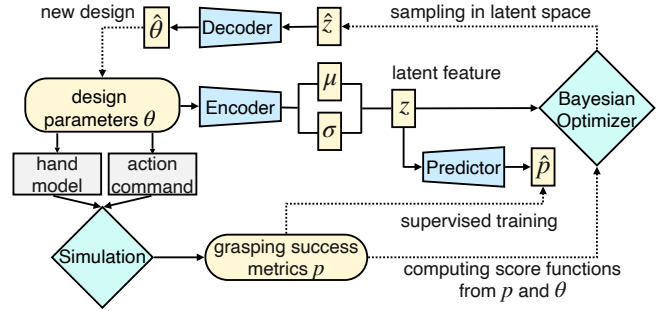 new design
θ̂
Decoder
ẑ
sampling in latent space
design
parameters θ
Encoder
μ
σ
latent feature
z
Bayesian
Optimizer
hand
model
action
command
Predictor
p̂
supervised training
Simulation
grasping success
metrics p
computing score functions
from p and θ